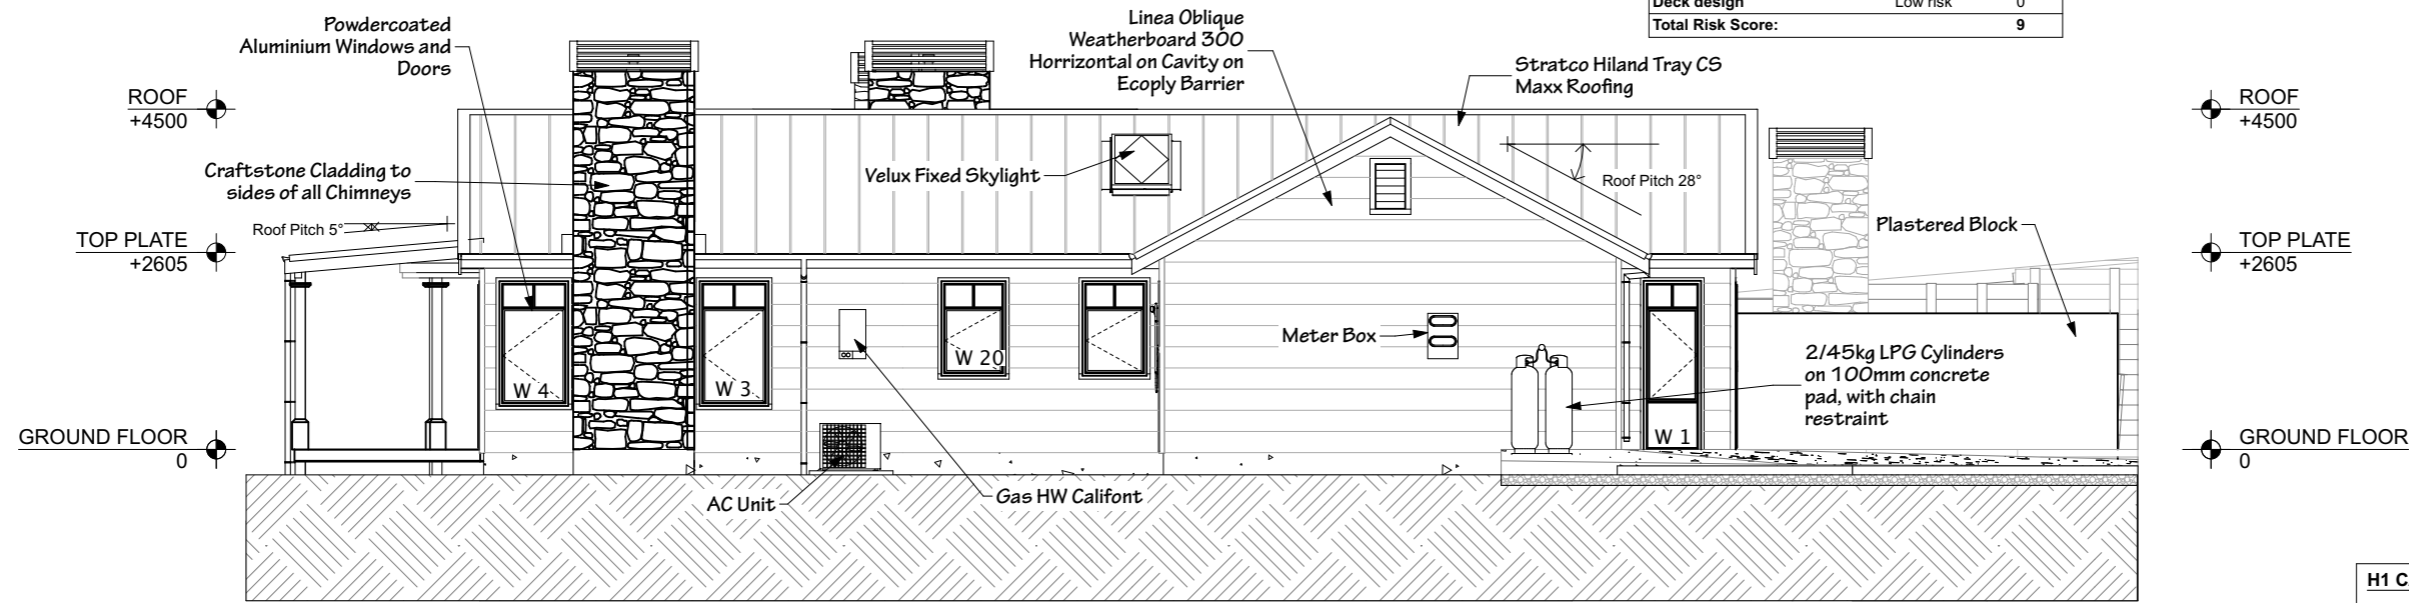 Deck design Low risk 0
Total Risk Score: 9
Powdercoated
Aluminium Windows and
Doors
Linea Oblique
Weatherboard 300
Horrizontal on Cavity on
Ecoply Barrier
Stratco Hiland Tray CS
Maxx Roofing
ROOF
+4500
ROOF
+4500
Craftstone Cladding to
sides of all Chimneys
Velux Fixed Skylight
Roof Pitch 28°
Roof Pitch 5°
Plastered Block
TOP PLATE
+2605
TOP PLATE
+2605
Meter Box
2/45kg LPG Cylinders
on 100mm concrete
pad, with chain
restraint
W 4
W 3
W 20
W 1
GROUND FLOOR
0
GROUND FLOOR
0
AC Unit
Gas HW Califont